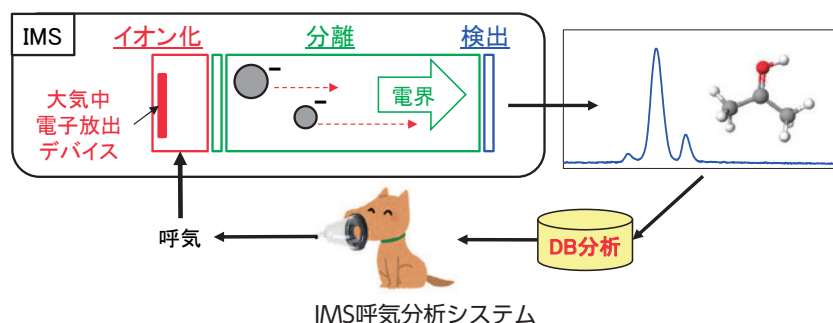 IMS
イオン化
分離
検出
大気中
電子放出
デバイス
電界
呼気
DB分析
IMS呼気分析システム